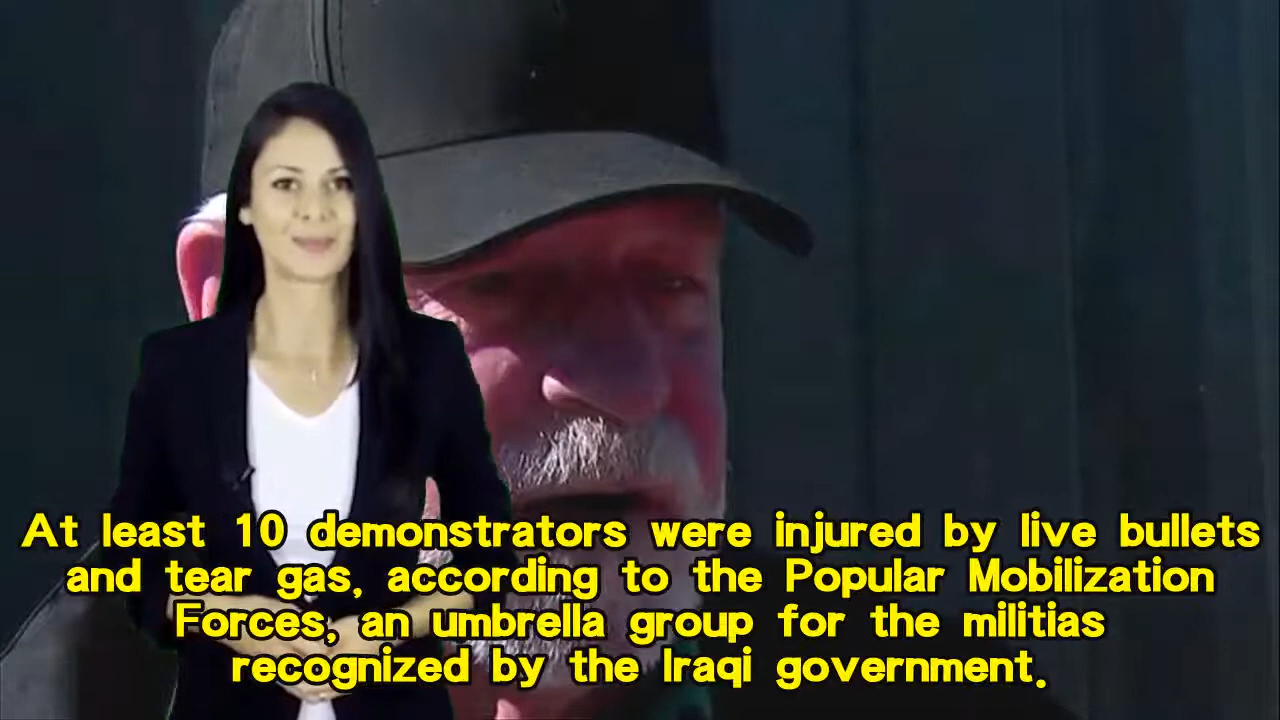 At least 10 demonstrators were injured by live bullets
and tear gas, according to the Popular Mobilization
Forces, an umbrella group for the militias
recognized by the Iraqi government.